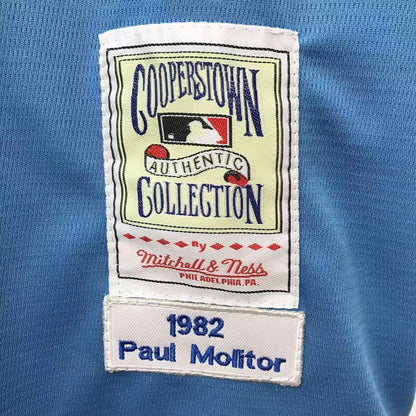 COOPERSTOWN
AUTHENTIC
COLLECTION
By
Mitchell & Ness
PHILADELPHIA, PA.
1982
Paul Molitor